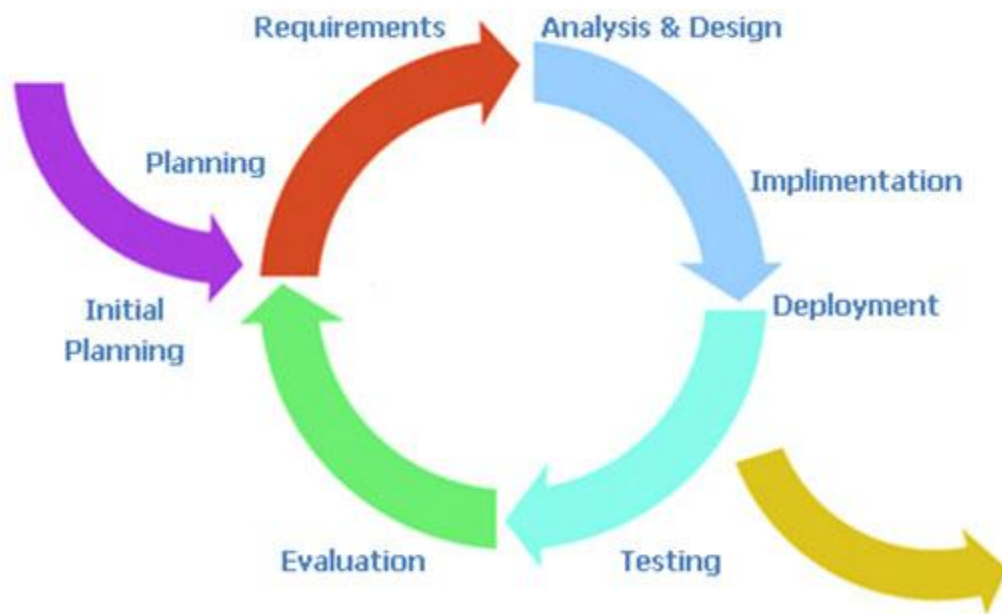 Requirements
Analysis & Design
Planning
Implimentation
Initial
Planning
Deployment
Evaluation
Testing